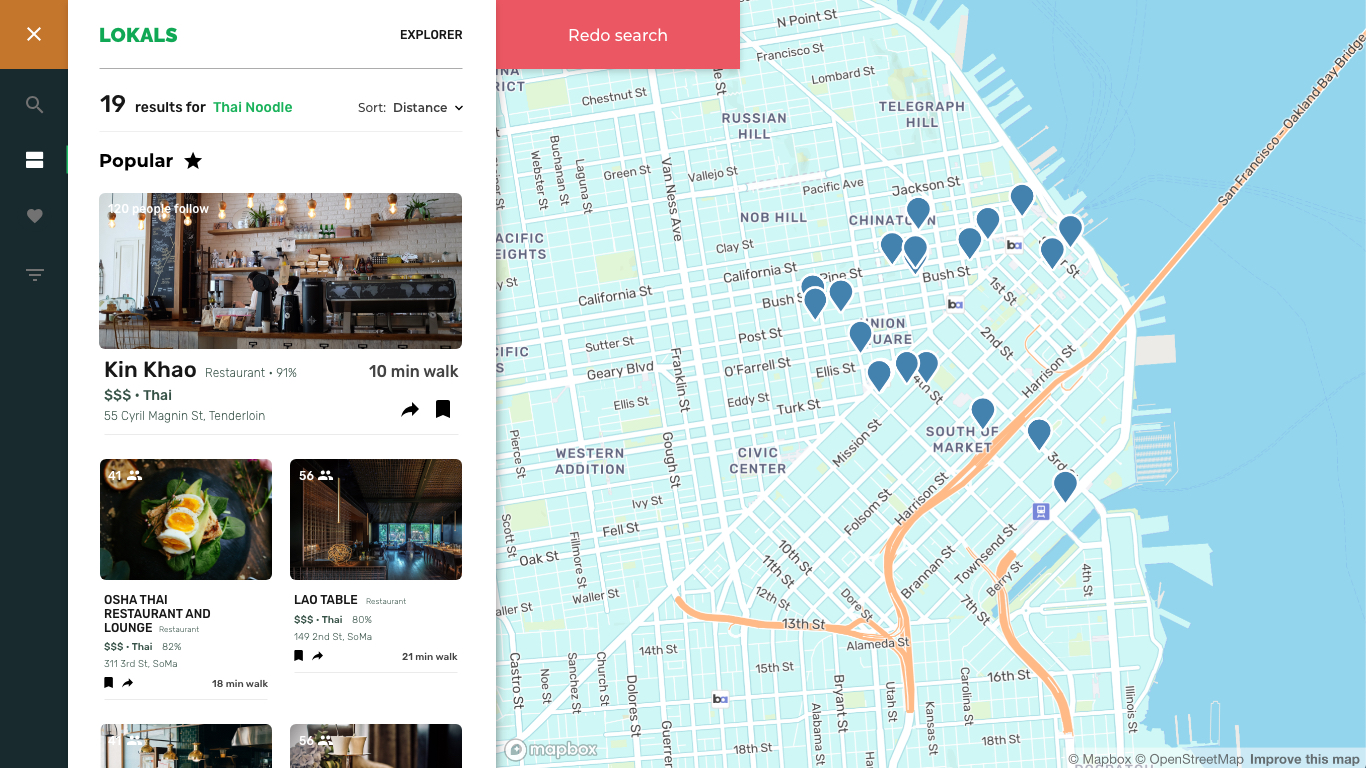 LOKALS
EXPLORER
19 results for Thai Noodle
Sort: Distance
Popular
120 people follow
Kin Khao Restaurant • 91%
10 min walk
$$$ • Thai
55 Cyril Magnin St, Tenderloin
41
OSHA THAI
RESTAURANT AND
LOUNGE Restaurant
$$$ • Thai 82%
311 3rd St, SoMa
18 min walk
56
LAO TABLE Restaurant
$$$ • Thai 80%
149 2nd St, SoMa
21 min walk
56
Redo search
N Point St
Francisco St
Lombard St
Chestnut St
RUSSIAN
HILL
TELEGRAPH
HILL
San Francisco – Oakland Bay Bridge
Buchanan St
Webster St
Laguna St
Green St
Vallejo St
Pacific Ave
Jackson St
Van Ness Ave
NOB HILL
Clay St
California St
California St
Pine St
Bush St
Bush S
1st St
2nd St
Post St
Sutter St
Geary Blvd
O'Farrell St
Ellis St
Ellis St
Eddy St
Turk St
Franklin St
4th St
Harrison St
SOUTH OF
MARKET
Mission St
CIVIC
CENTER
WESTERN
ADDITION
Pierce St
Gough St
3rd
Ivy St
Fell St
Oak St
Scott St
Fillmore St
Waller St
aller St
Folsom St
Harrison St
Brannan St
Townsend St
Berry St
7th St
4th St
10th St
11th St
12th St
13th St
Dore St
Alameda St
14th St
15th St
16th St
18th St
18th St
Castro St
Noe St
Sanchez St
Church St
Dolores St
Guerre
Alabama St
Bryant St
Utah St
Kansas St
Carolina St
Illinois St
mapbox
© Mapbox © OpenStreetMap Improve this map